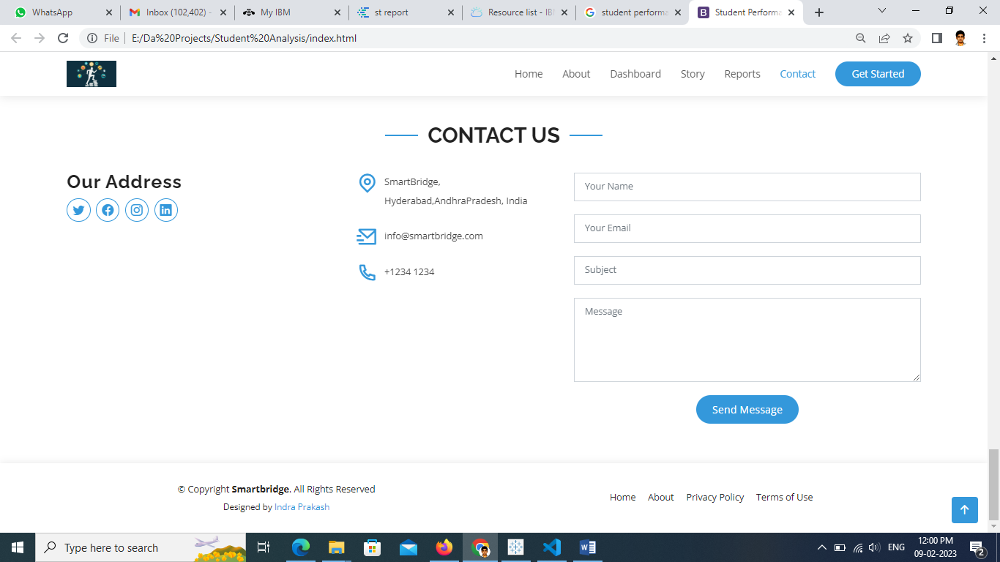 WhatsApp
Inbox (102,402) -
My IBM
st report
Resource list - IB
student performa
Student Performa
File
E:/Da%20Projects/Student%20Analysis/index.html
Home About Dashboard Story Reports Contact Get Started
CONTACT US
Our Address
SmartBridge,
Hyderabad,AndhraPradesh, India
info@smartbridge.com
+1234 1234
Your Name
Your Email
Subject
Message
Send Message
© Copyright Smartbridge. All Rights Reserved
Designed by Indra Prakash
Home About Privacy Policy Terms of Use
Type here to search
ENG
12:00 PM
09-02-2023
2